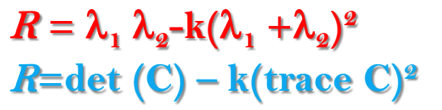 R = λ₁ λ₂-k(λ₁ +λ₂)²
R=det (C) – k(trace C)²